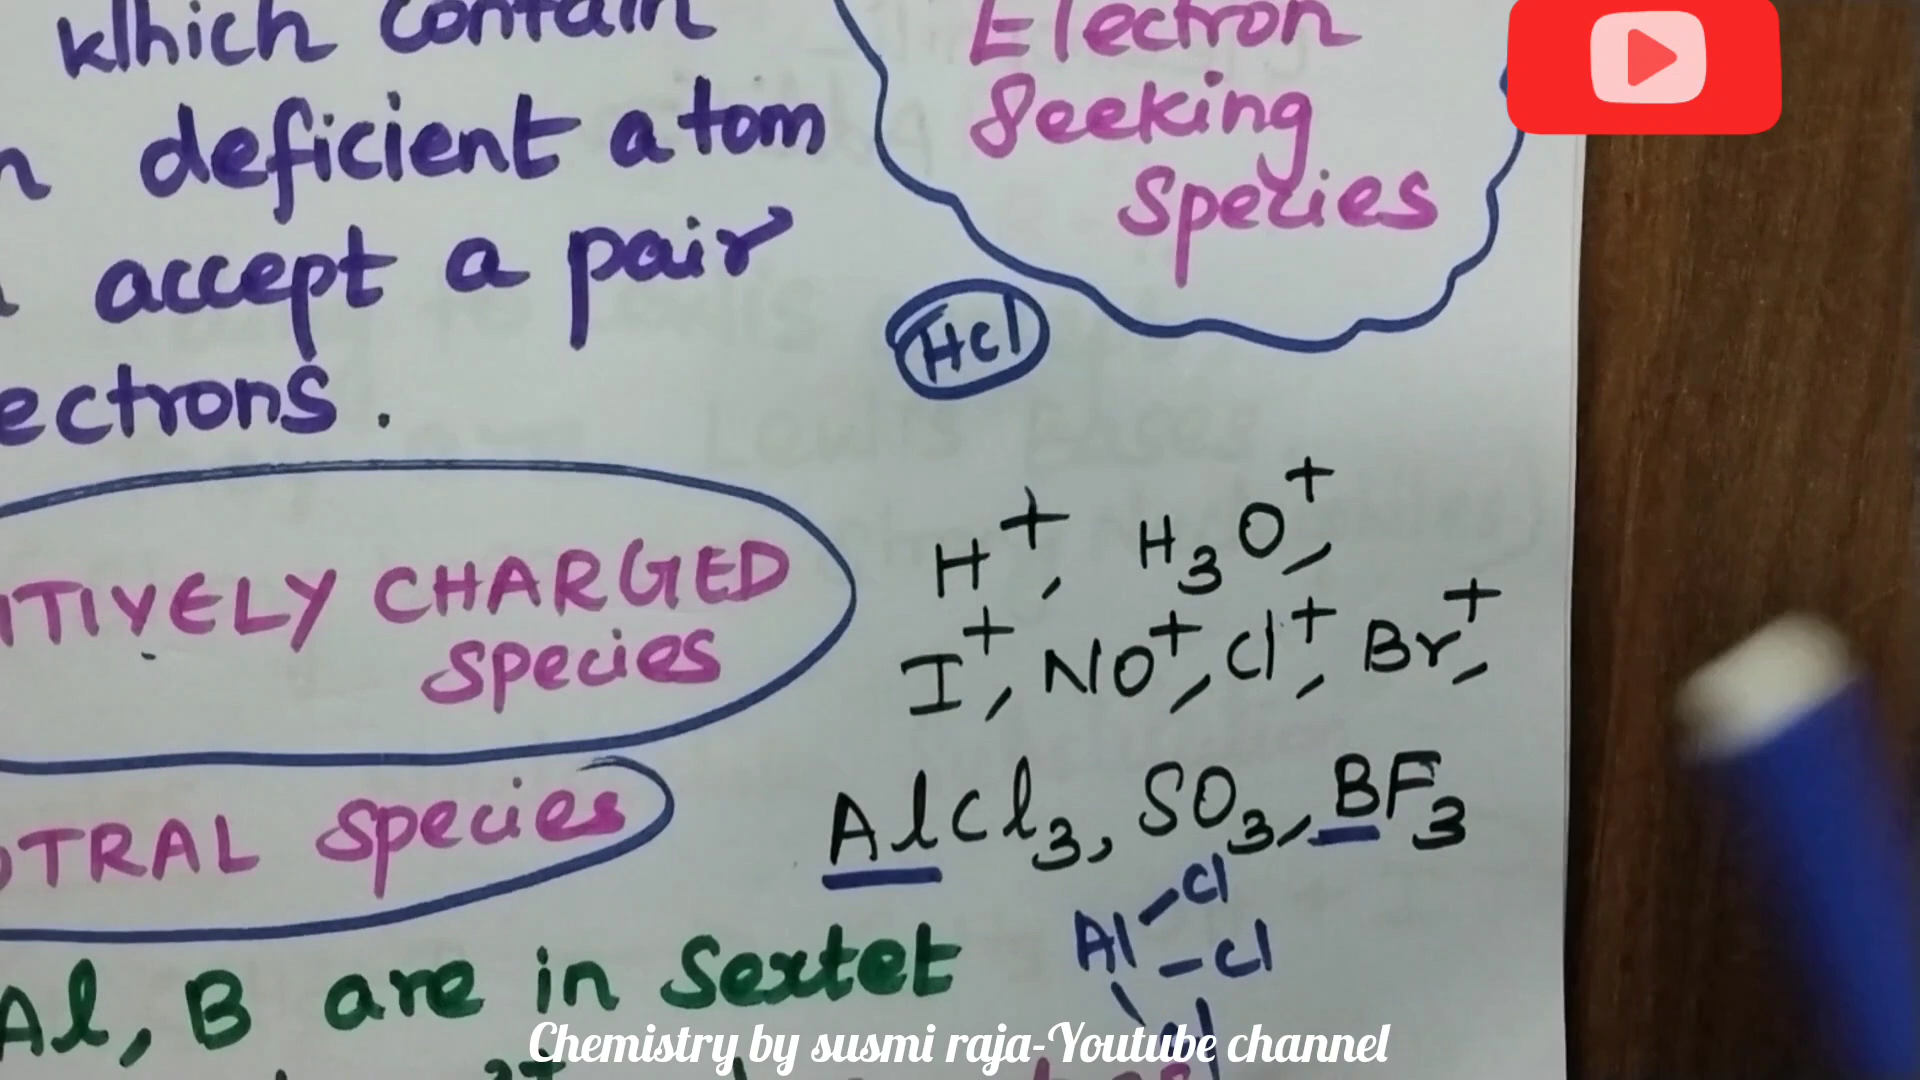 Which contain
deficient atom
accept a pair
ectrons.
Electron
Seeking
Species
HCl
ITIVELY CHARGED
Species
H+, H3O+,
I+, NO+, Cl+, Br+,
TRAL Species
AlCl3, SO3, BF3
Al Cl
Cl
Cl
Al, B are in Sextet
Chemistry by susmi raja-Youtube channel